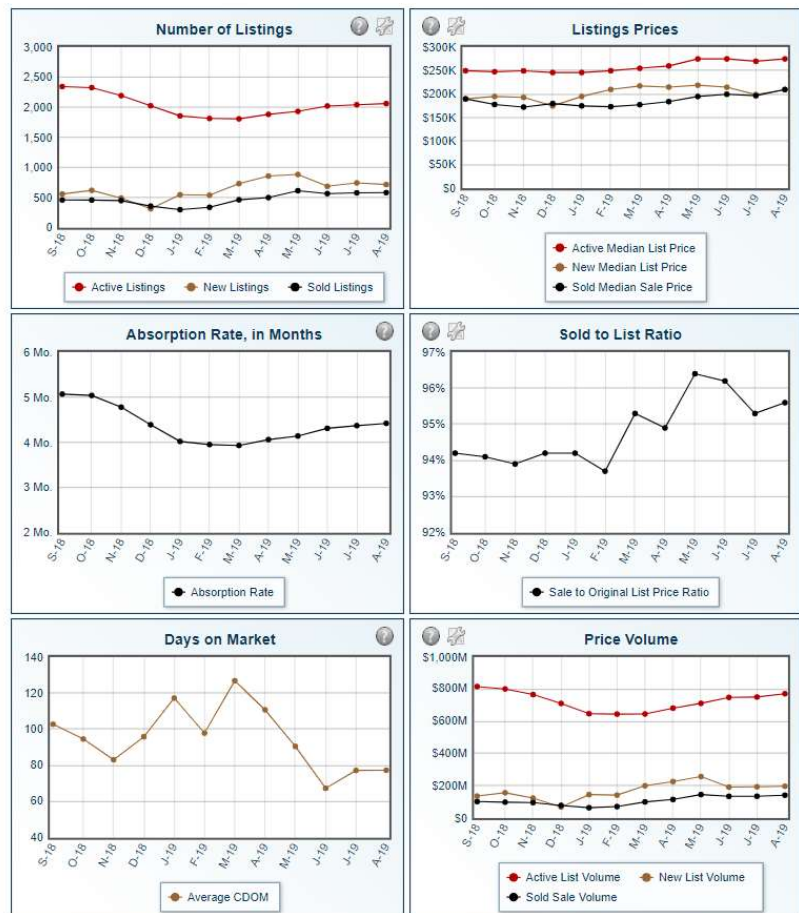 Number of Listings
3,000
2,500
2,000
1,500
1,000
500
0
S-18
O-18
N-18
D-18
J-19
F-19
M-19
A-19
M-19
J-19
J-19
A-19
Active Listings New Listings Sold Listings
Listings Prices
$300K
$250K
$200K
$150K
$100K
$50K
$0
S-18
O-18
N-18
D-18
J-19
F-19
M-19
A-19
M-19
J-19
J-19
A-19
Active Median List Price
New Median List Price
Sold Median Sale Price
Absorption Rate, in Months
6 Mo.
5 Mo.
4 Mo.
3 Mo.
2 Mo.
S-18
O-18
N-18
D-18
J-19
F-19
M-19
A-19
M-19
J-19
J-19
A-19
Absorption Rate
Sold to List Ratio
97%
96%
95%
94%
93%
92%
S-18
O-18
N-18
D-18
J-19
F-19
M-19
A-19
M-19
J-19
J-19
A-19
Sale to Original List Price Ratio
Days on Market
140
120
100
80
60
40
S-18
O-18
N-18
D-18
J-19
F-19
M-19
A-19
M-19
J-19
J-19
A-19
Average CDOM
Price Volume
$1,000M
$800M
$600M
$400M
$200M
$0
S-18
O-18
N-18
D-18
J-19
F-19
M-19
A-19
M-19
J-19
J-19
A-19
Active List Volume New List Volume
Sold Sale Volume